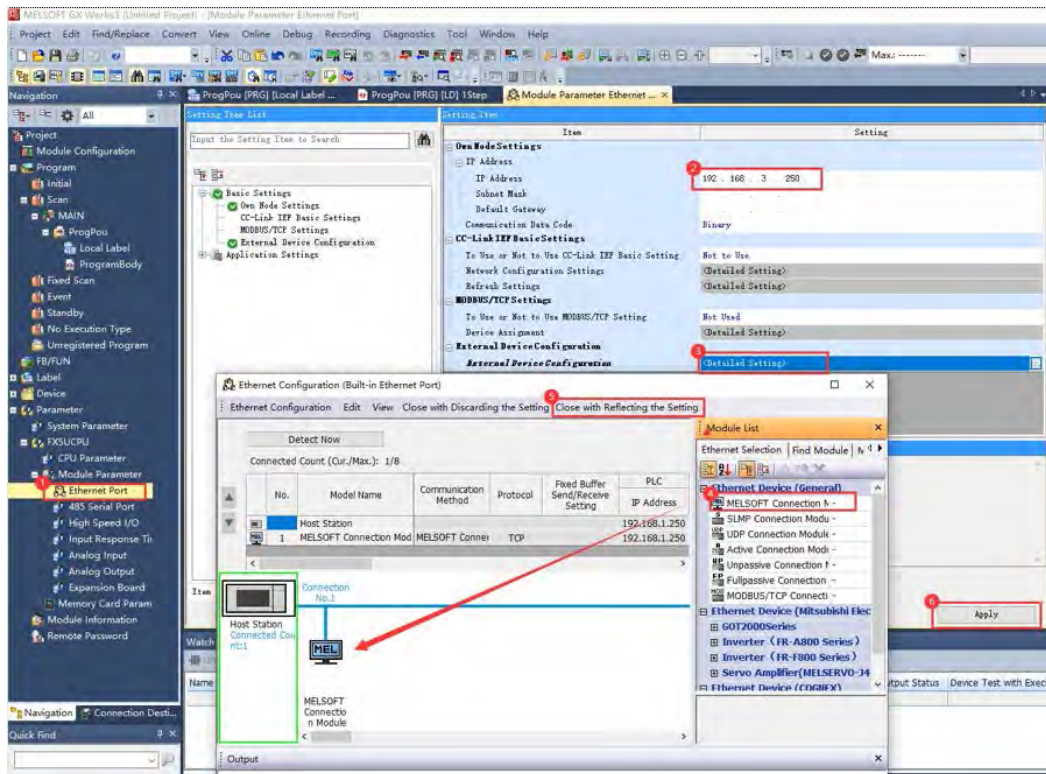 MELSOFT GX Works3 (Untitled Project) - [Module Parameter Ethernet Port]
Project Edit Find/Replace Convert View Online Debug Recording Diagnostics Tool Window Help
Max.: -------
Navigation
ProgPou [PRG] [Local Label ...
ProgPou [PRG] [LD] 1Step
Module Parameter Ethernet ...
All
Project
Module Configuration
Program
Initial
Scan
MAIN
ProgPou
Local Label
ProgramBody
Fixed Scan
Event
Standby
No Execution Type
Unregistered Program
FB/FUN
Label
Device
Parameter
System Parameter
FX5UCPU
CPU Parameter
Module Parameter
1
Ethernet Port
485 Serial Port
High Speed I/O
Input Response Ti
Analog Input
Analog Output
Expansion Board
Memory Card Param
Module Information
Remote Password
Navigation
Connection Desti...
Quick Find
Setting Item List
Input the Setting Item to Search
Basic Settings
Own Node Settings
CC-Link IEF Basic Settings
MODBUS/TCP Settings
External Device Configuration
Application Settings
Item
Setting Item
Item Setting
Own Node Settings
IP Address
2
IP Address 192 . 168 . 3 . 250
Subnet Mask
Default Gateway
Communication Data Code Binary
CC-Link IEF Basic Settings
To Use or Not to Use CC-Link IEF Basic Setting Not to Use
Network Configuration Settings <Detailed Setting>
Refresh Settings <Detailed Setting>
MODBUS/TCP Settings
To Use or Not to Use MODBUS/TCP Setting Not Used
Device Assignment <Detailed Setting>
External Device Configuration
3
External Device Configuration <Detailed Setting>
Ethernet Configuration (Built-in Ethernet Port)
5
Ethernet Configuration Edit View Close with Discarding the Setting Close with Reflecting the Setting
Detect Now
Connected Count (Cur./Max.): 1/8
No. Model Name Communication Method Protocol Fixed Buffer Send/Receive Setting PLC IP Address
Host Station 192.168.1.250
1 MELSOFT Connection Mod MELSOFT Connei TCP 192.168.1.250
Host Station
Connected Cou
nt:1
Connection
No.1
MEL
MELSOFT
Connectio
n Module
Output
Module List
Ethernet Selection Find Module
Ethernet Device (General)
4
MELSOFT Connection
SLMP Connection Modu -
UDP Connection Module -
Active Connection Modu -
Unpassive Connection
Fullpassive Connection -
MODBUS/TCP Connecti -
Ethernet Device (Mitsubishi Elec
GOT2000Series
Inverter (FR-A800 Series)
Inverter (FR-F800 Series)
Servo Amplifier(MELSERVO-J4
Ethernet Device (COGNEX)
6
Apply
Watch
Name
tput Status Device Test with Exec